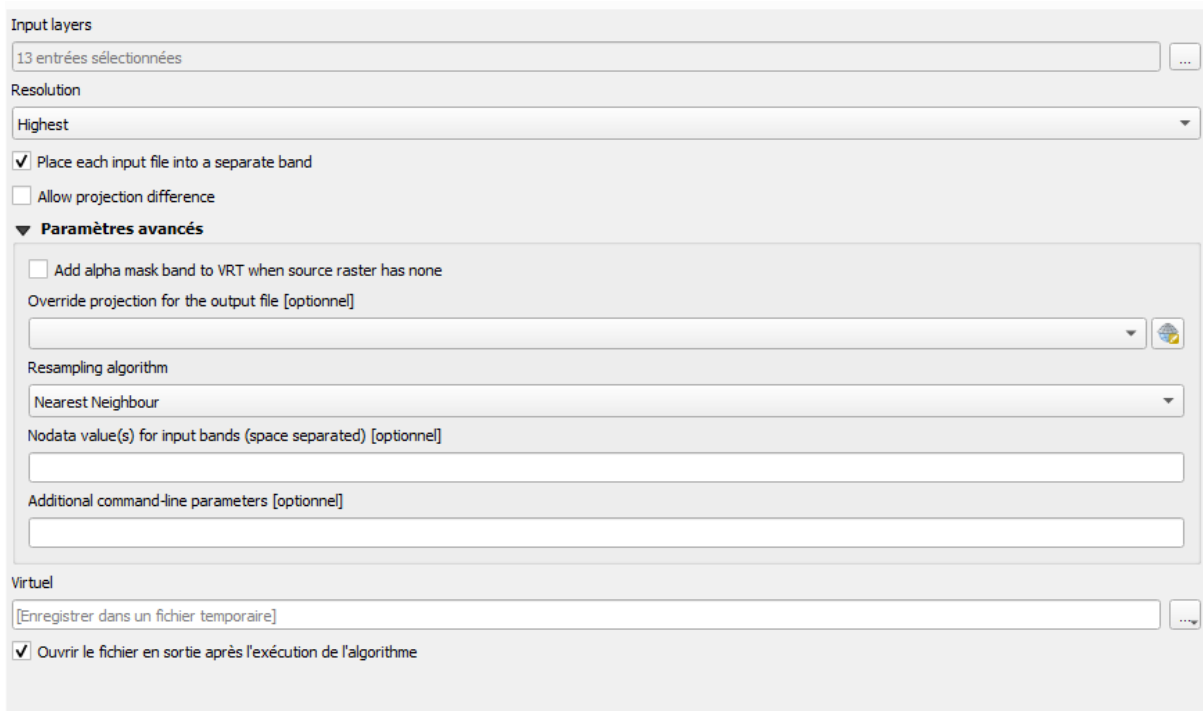 Input layers
13 entrées sélectionnées
...
Resolution
Highest
Place each input file into a separate band
Allow projection difference
Paramètres avancés
Add alpha mask band to VRT when source raster has none
Override projection for the output file [optionnel]
Resampling algorithm
Nearest Neighbour
Nodata value(s) for input bands (space separated) [optionnel]
Additional command-line parameters [optionnel]
Virtuel
[Enregistrer dans un fichier temporaire]
...
Ouvrir le fichier en sortie après l'exécution de l'algorithme